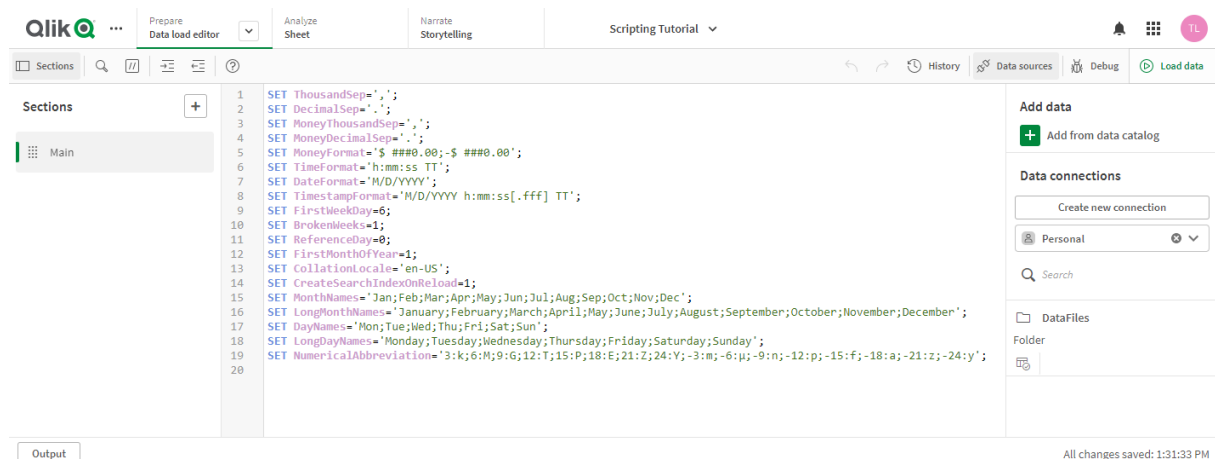 Qlik
Prepare
Data load editor
Analyze
Sheet
Narrate
Storytelling
Scripting Tutorial
TL
Sections
History
Data sources
Debug
Load data
Sections
+
Main
1 SET ThousandSep=',';
2 SET DecimalSep='.';
3 SET MoneyThousandSep=',';
4 SET MoneyDecimalSep='.';
5 SET MoneyFormat='$ ###0.00;-$ ###0.00';
6 SET TimeFormat='h:mm:ss TT';
7 SET DateFormat='M/D/YYYY';
8 SET TimestampFormat='M/D/YYYY h:mm:ss[.fff] TT';
9 SET FirstWeekDay=6;
10 SET BrokenWeeks=1;
11 SET ReferenceDay=0;
12 SET FirstMonthOfYear=1;
13 SET CollationLocale='en-US';
14 SET CreateSearchIndexOnReload=1;
15 SET MonthNames='Jan;Feb;Mar;Apr;May;Jun;Jul;Aug;Sep;Oct;Nov;Dec';
16 SET LongMonthNames='January;February;March;April;May;June;July;August;September;October;November;December';
17 SET DayNames='Mon;Tue;Wed;Thu;Fri;Sat;Sun';
18 SET LongDayNames='Monday;Tuesday;Wednesday;Thursday;Friday;Saturday;Sunday';
19 SET NumericalAbbreviation='3:k;6:M;9:G;12:T;15:P;18:E;21:Z;24:Y;-3:m;-6:μ;-9:n;-12:p;-15:f;-18:a;-21:z;-24:y';
20
Add data
Add from data catalog
Data connections
Create new connection
Personal
Search
DataFiles
Folder
Output
All changes saved: 1:31:33 PM